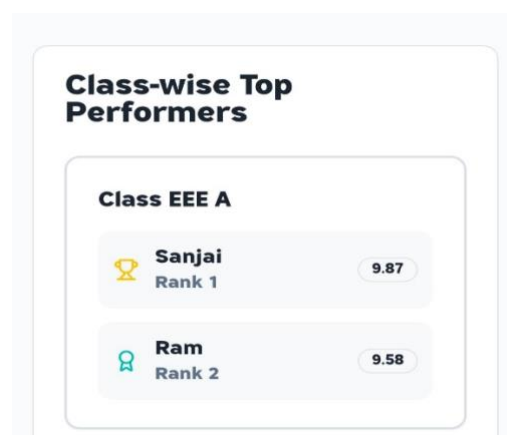 Class-wise Top
Performers
Class EEE A
Sanjai
Rank 1
9.87
Ram
Rank 2
9.58